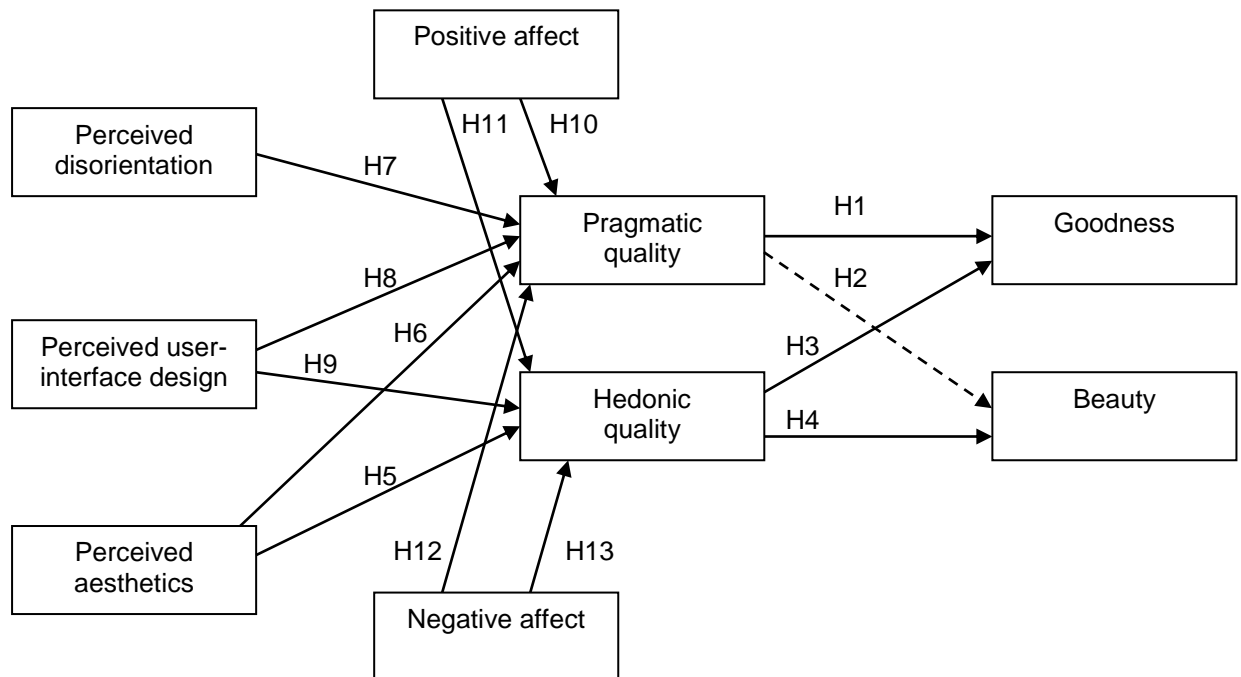 Positive affect
H11
H10
Perceived
disorientation
H7
Pragmatic
quality
H1
Goodness
H8
H2
Perceived user-
interface design
H6
H9
H3
Hedonic
quality
H4
Beauty
H5
Perceived
aesthetics
H12
H13
Negative affect